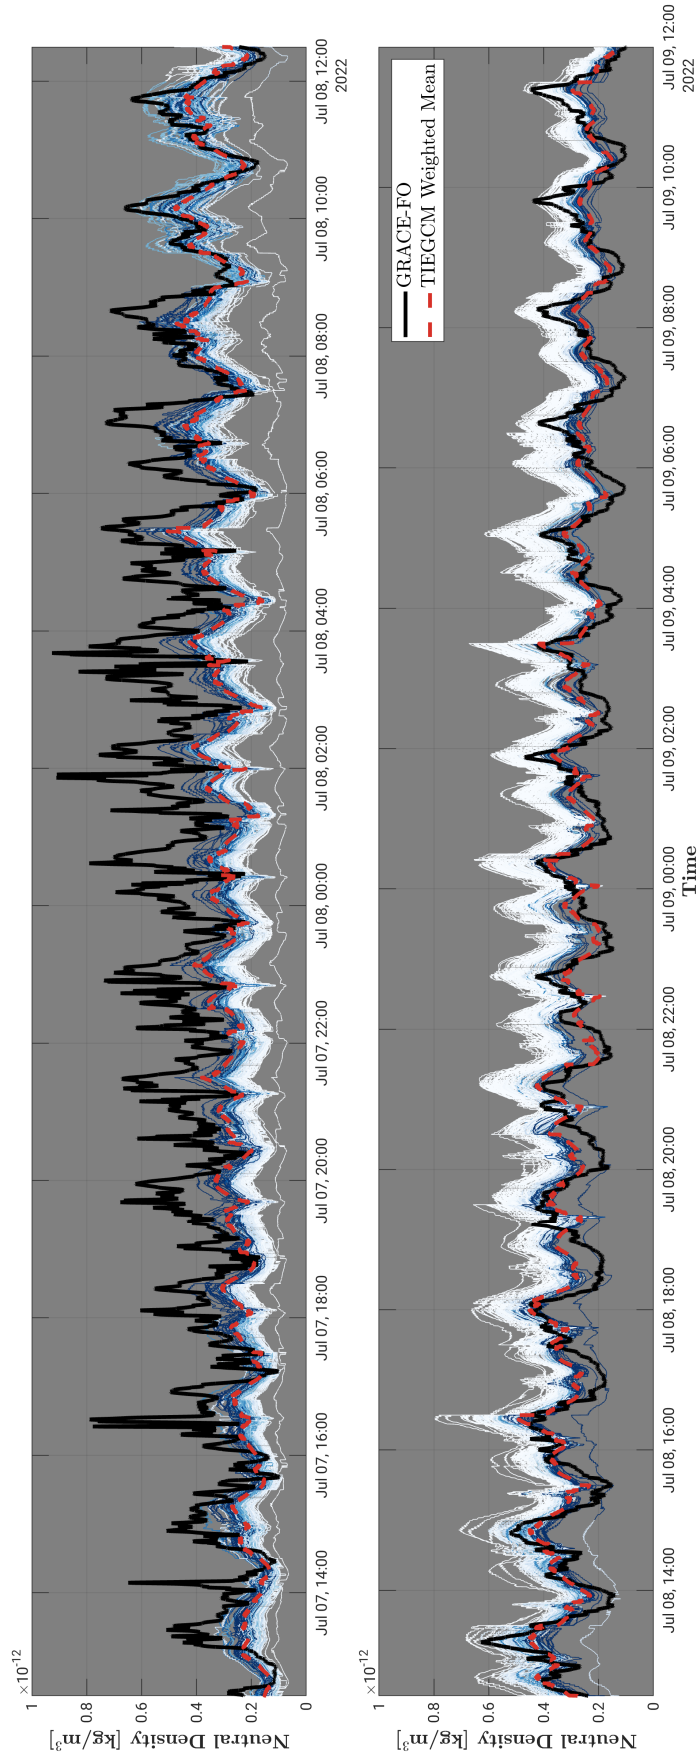 ×10⁻¹²
1
0.8
0.6
0.4
0.2
0
Neutral Density [kg/m³]
Jul 07, 14:00
Jul 07, 16:00
Jul 07, 18:00
Jul 07, 20:00
Jul 07, 22:00
Jul 08, 00:00
Jul 08, 02:00
Jul 08, 04:00
Jul 08, 06:00
Jul 08, 08:00
Jul 08, 10:00
Jul 08, 12:00
2022
×10⁻¹²
1
0.8
0.6
0.4
0.2
0
Neutral Density [kg/m³]
GRACE-FO
TIEGCM Weighted Mean
Jul 08, 14:00
Jul 08, 16:00
Jul 08, 18:00
Jul 08, 20:00
Jul 08, 22:00
Jul 09, 00:00
Jul 09, 02:00
Jul 09, 04:00
Jul 09, 06:00
Jul 09, 08:00
Jul 09, 10:00
Jul 09, 12:00
2022
Time